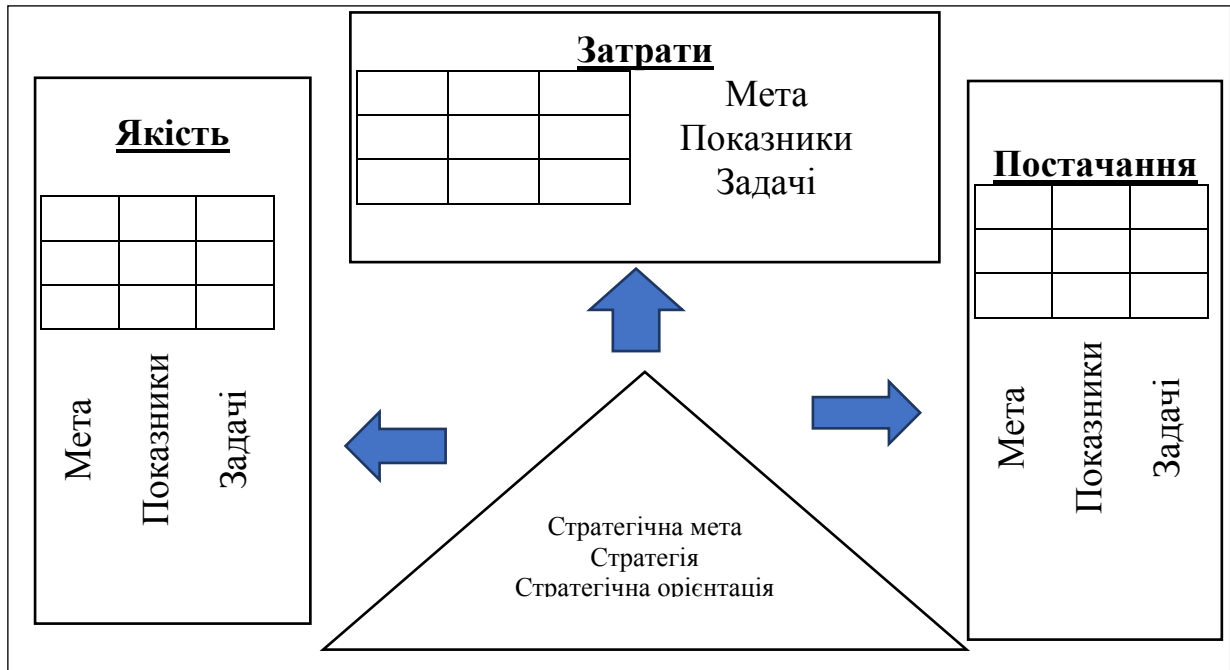 Затрати
Мета
Показники
Задачі
Якість
Мета
Показники
Задачі
Постачання
Мета
Показники
Задачі
Стратегічна мета
Стратегія
Стратегічна орієнтація